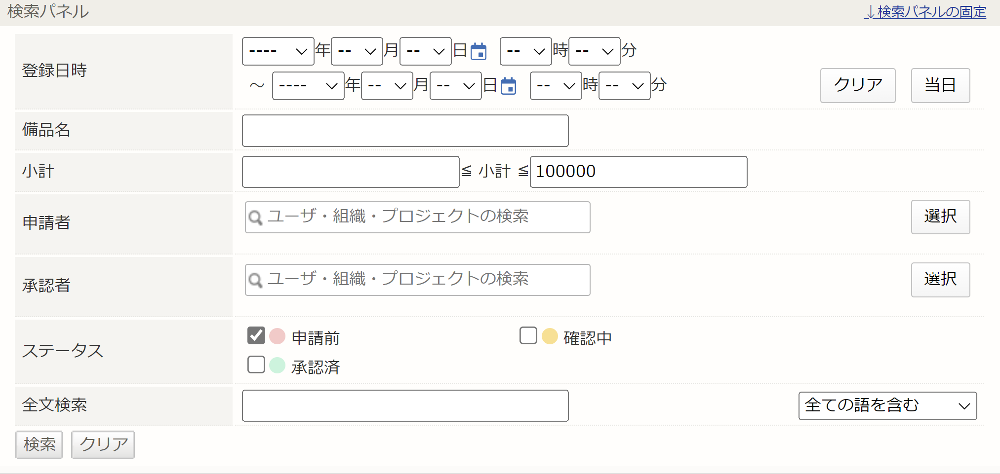 検索パネル ↓検索パネルの固定
登録日時 ---- 年 -- 月 -- 日 -- 時 -- 分
～ ---- 年 -- 月 -- 日 -- 時 -- 分 クリア 当日
備品名
小計 ≦ 小計 ≦ 100000
申請者 ユーザ・組織・プロジェクトの検索 選択
承認者 ユーザ・組織・プロジェクトの検索 選択
ステータス 申請前 確認中
承認済
全文検索 全ての語を含む
検索 クリア